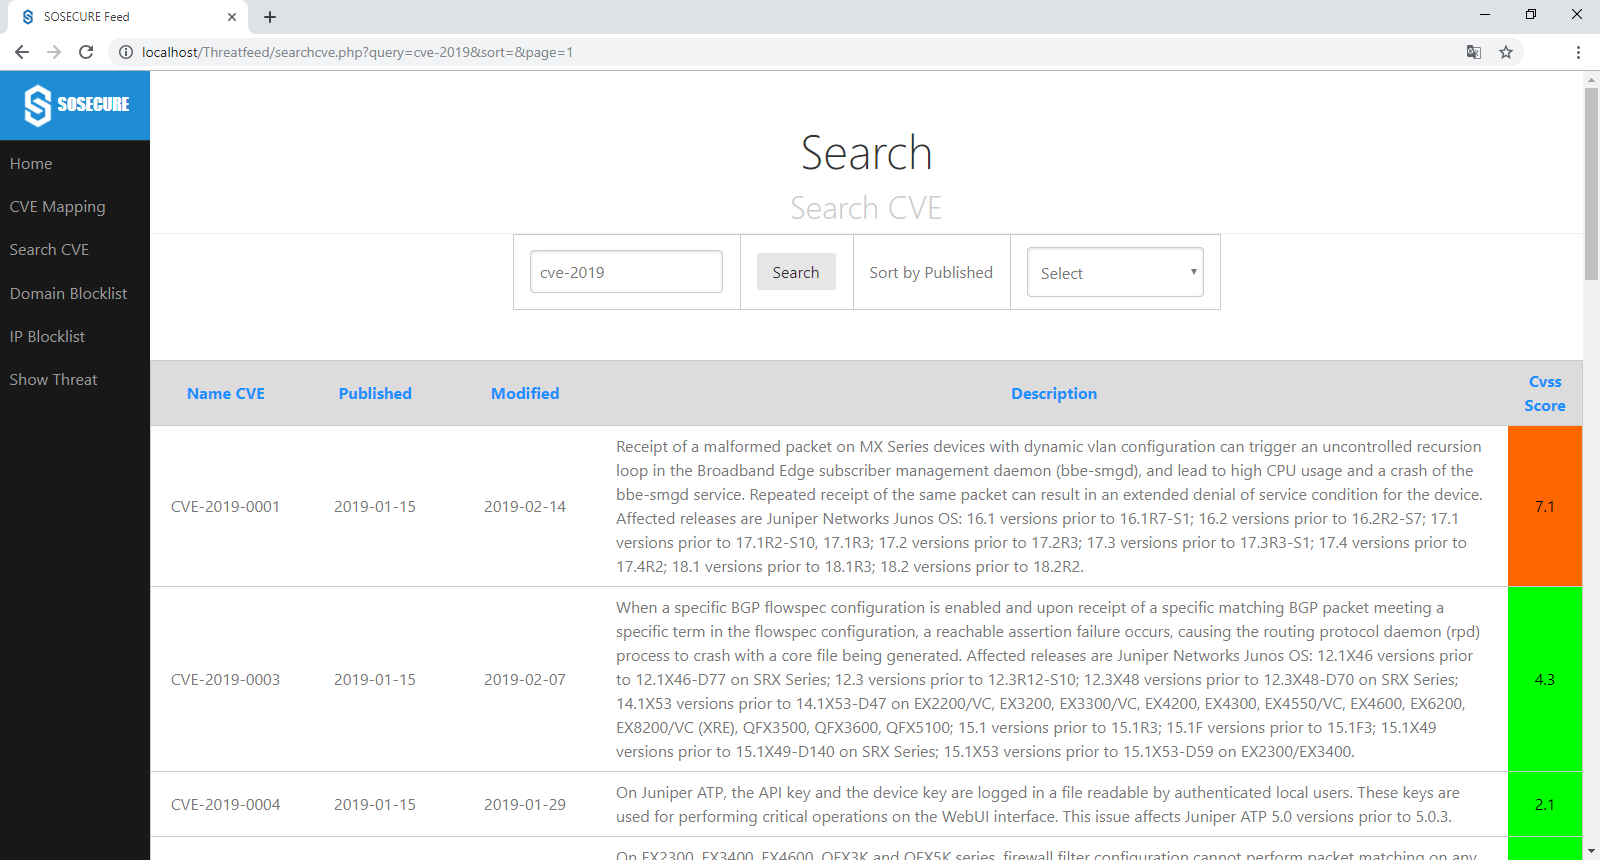 SOSECURE Feed
localhost/Threatfeed/searchcve.php?query=cve-2019&sort=&page=1
SOSECURE
Home
CVE Mapping
Search CVE
Domain Blocklist
IP Blocklist
Show Threat
Search
Search CVE
cve-2019
Search
Sort by Published
Select
Name CVE
Published
Modified
Description
Cvss
Score
CVE-2019-0001
2019-01-15
2019-02-14
Receipt of a malformed packet on MX Series devices with dynamic vlan configuration can trigger an uncontrolled recursion
loop in the Broadband Edge subscriber management daemon (bbe-smgd), and lead to high CPU usage and a crash of the
bbe-smgd service. Repeated receipt of the same packet can result in an extended denial of service condition for the device.
Affected releases are Juniper Networks Junos OS: 16.1 versions prior to 16.1R7-S1; 16.2 versions prior to 16.2R2-S7; 17.1
versions prior to 17.1R2-S10, 17.1R3; 17.2 versions prior to 17.2R3; 17.3 versions prior to 17.3R3-S1; 17.4 versions prior to
17.4R2; 18.1 versions prior to 18.1R3; 18.2 versions prior to 18.2R2.
7.1
CVE-2019-0003
2019-01-15
2019-02-07
When a specific BGP flowspec configuration is enabled and upon receipt of a specific matching BGP packet meeting a
specific term in the flowspec configuration, a reachable assertion failure occurs, causing the routing protocol daemon (rpd)
process to crash with a core file being generated. Affected releases are Juniper Networks Junos OS: 12.1X46 versions prior
to 12.1X46-D77 on SRX Series; 12.3 versions prior to 12.3R12-S10; 12.3X48 versions prior to 12.3X48-D70 on SRX Series;
14.1X53 versions prior to 14.1X53-D47 on EX2200/VC, EX3200, EX3300/VC, EX4200, EX4300, EX4550/VC, EX4600, EX6200,
EX8200/VC (XRE), QFX3500, QFX3600, QFX5100; 15.1 versions prior to 15.1R3; 15.1F versions prior to 15.1F3; 15.1X49
versions prior to 15.1X49-D140 on SRX Series; 15.1X53 versions prior to 15.1X53-D59 on EX2300/EX3400.
4.3
CVE-2019-0004
2019-01-15
2019-01-29
On Juniper ATP, the API key and the device key are logged in a file readable by authenticated local users. These keys are
used for performing critical operations on the WebUI interface. This issue affects Juniper ATP 5.0 versions prior to 5.0.3.
2.1
On EX2300, EX3400, EX4600, QFX3K and QFX5K series, firewall filter configuration cannot perform packet matching on any